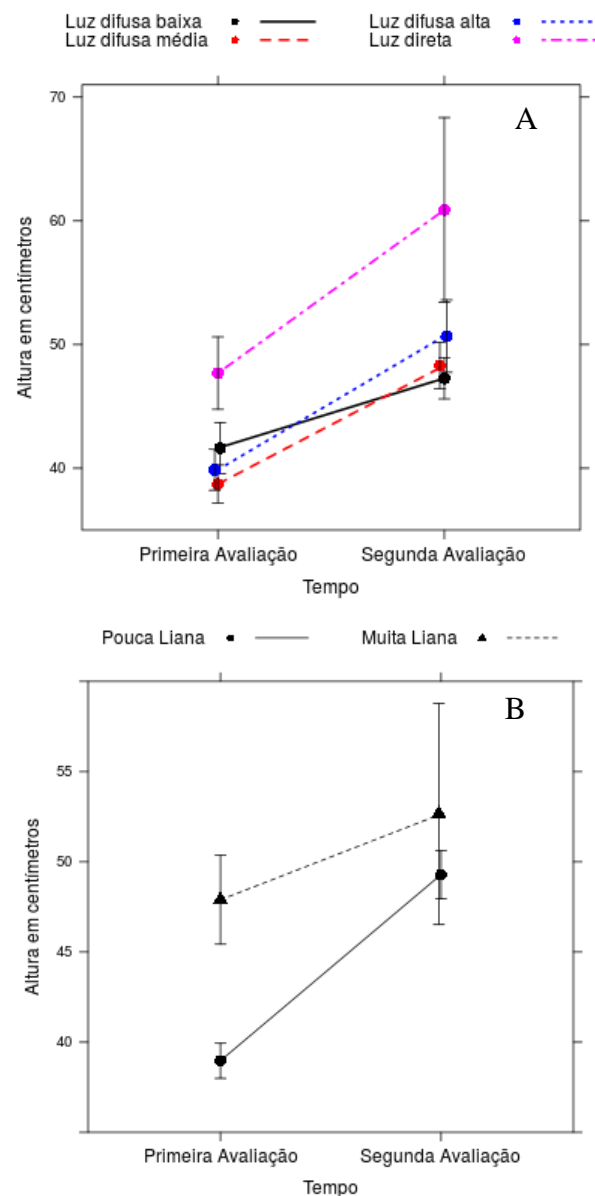 Luz difusa baixa Luz difusa alta
Luz difusa média Luz direta
A
70
60
50
40
Altura em centímetros
Primeira Avaliação Segunda Avaliação
Tempo
Pouca Liana Muita Liana
B
55
50
45
40
Altura em centímetros
Primeira Avaliação Segunda Avaliação
Tempo